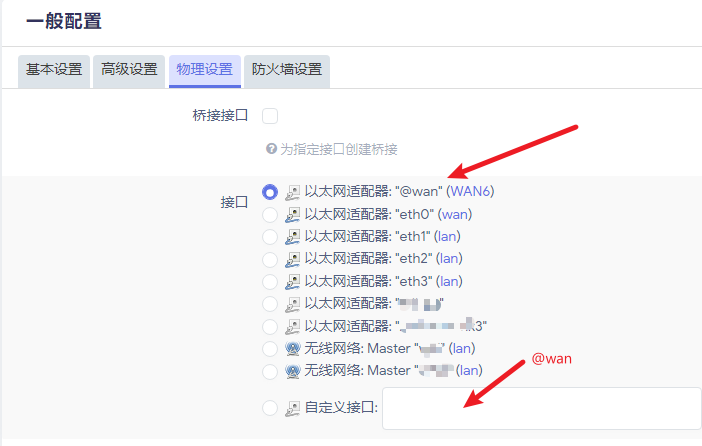 一般配置
基本设置 高级设置 物理设置 防火墙设置
桥接接口
为指定接口创建桥接
接口
以太网适配器: "@wan" (WAN6)
以太网适配器: "eth0" (wan)
以太网适配器: "eth1" (lan)
以太网适配器: "eth2" (lan)
以太网适配器: "eth3" (lan)
以太网适配器: "
以太网适配器: "
无线网络: Master " (lan)
无线网络: Master " (lan)
自定义接口:
@wan